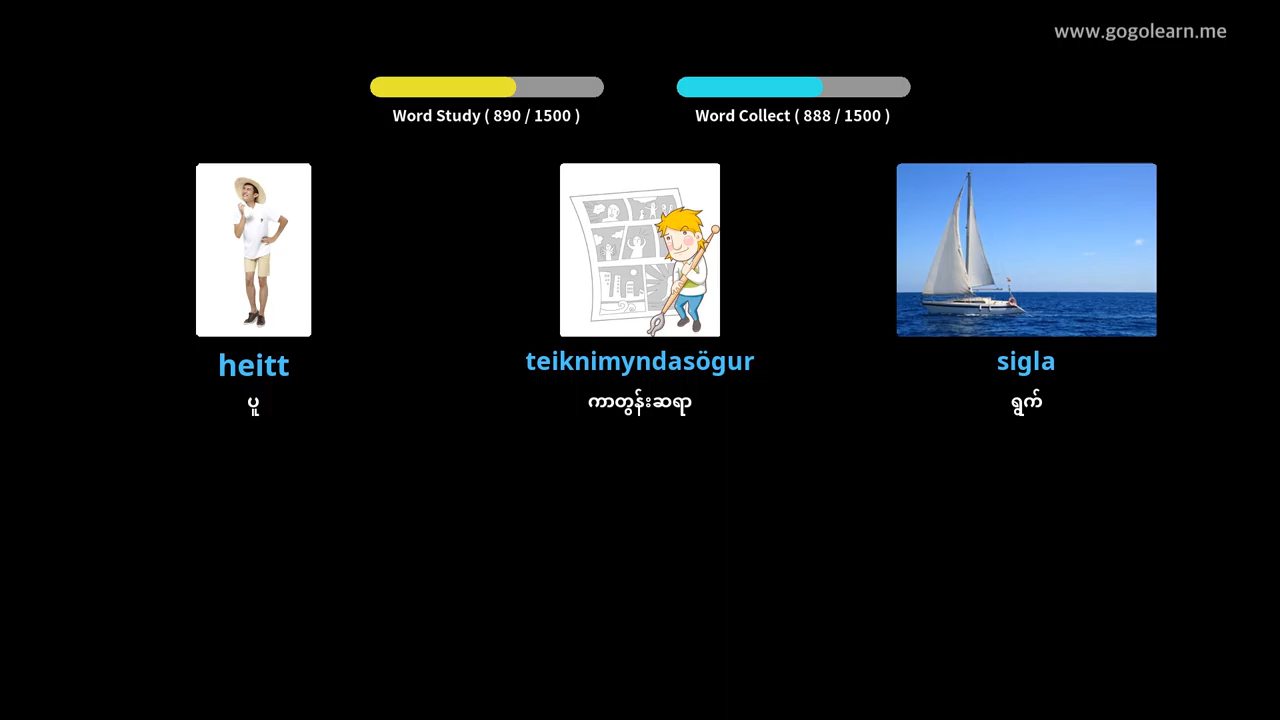 www.gogolearn.me
Word Study ( 890 / 1500 )
Word Collect ( 888 / 1500 )
heitt
teiknimyndasögur
sigla
ပူ
ကာတွန်းဆရာ
ရွက်